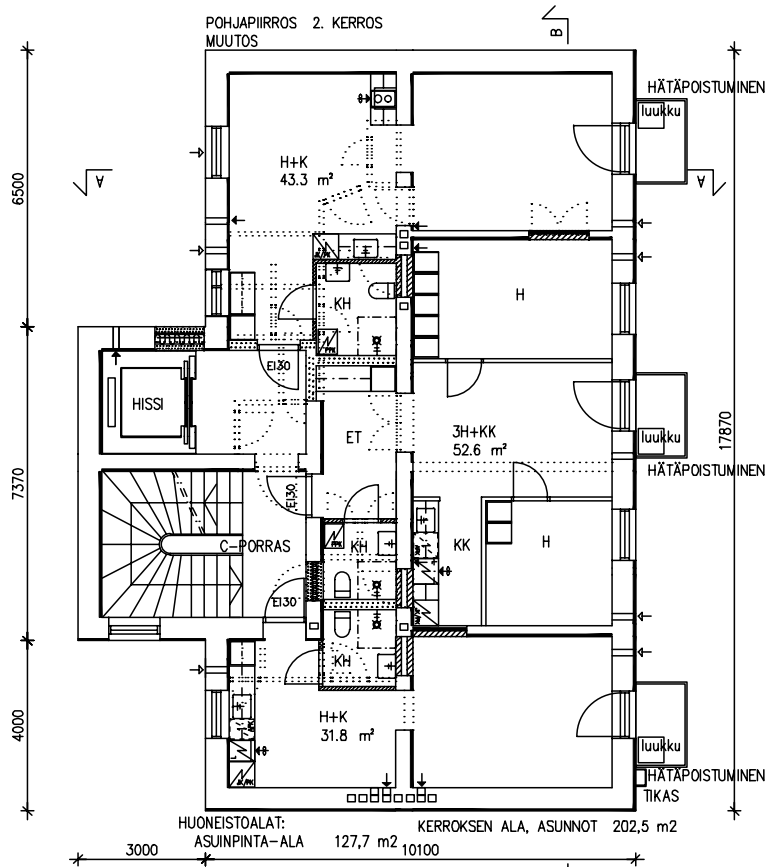 POHJAPIIRROS 2. KERROS
MUUTOS
B
HÄTÄPOISTUMINEN
luukku
H+K
43.3 m²
A
A
6500
KH
H
PPK
EI30
HISSI
ET
3H+KK
52.6 m²
luukku
17870
HÄTÄPOISTUMINEN
7370
EI30
C-PORRAS
KH
PPK
KK
H
EI30
KH
H+K
31.8 m²
4000
luukku
HÄTÄPOISTUMINEN
TIKAS
HUONEISTOALAT:
ASUINPINTA-ALA 127,7 m2
KERROKSEN ALA, ASUNNOT 202,5 m2
3000
10100